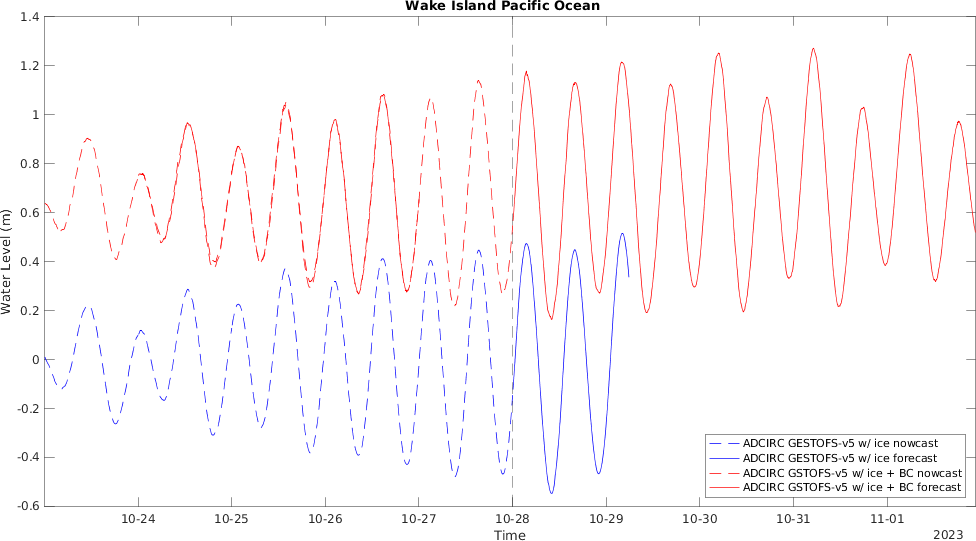 Wake Island Pacific Ocean
1.4
1.2
1
0.8
0.6
0.4
0.2
0
-0.2
-0.4
-0.6
Water Level (m)
ADCIRC GESTOFS-v5 w/ ice nowcast
ADCIRC GESTOFS-v5 w/ ice forecast
ADCIRC GSTOFS-v5 w/ ice + BC nowcast
ADCIRC GSTOFS-v5 w/ ice + BC forecast
10-24 10-25 10-26 10-27 10-28 10-29 10-30 10-31 11-01
Time
2023